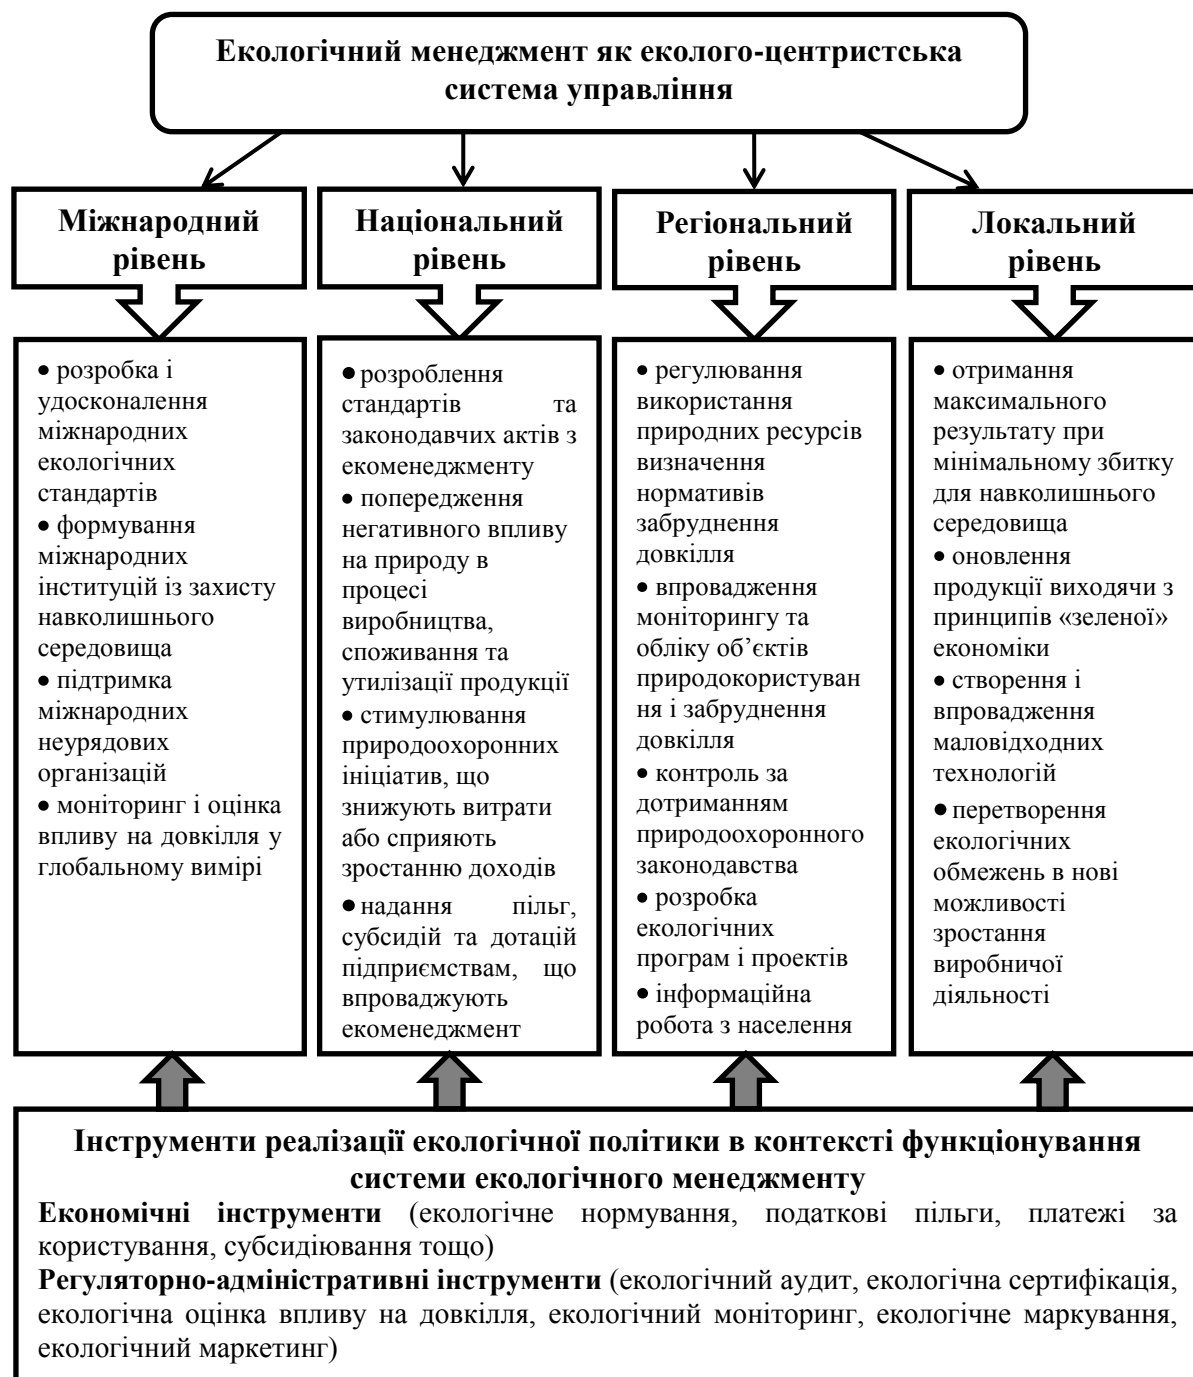 Екологічний менеджмент як еколого-центристська
система управління
Міжнародний
рівень
Національний
рівень
Регіональний
рівень
Локальний
рівень
• розробка і
удосконалення
міжнародних
екологічних
стандартів
• формування
міжнародних
інституцій із захисту
навколишнього
середовища
• підтримка
міжнародних
неурядових
організацій
• моніторинг і оцінка
впливу на довкілля у
глобальному вимірі
• розроблення
стандартів та
законодавчих актів з
екоменеджменту
• попередження
негативного впливу
на природу в
процесі
виробництва,
споживання та
утилізації продукції
• стимулювання
природоохоронних
ініціатив, що
знижують витрати
або сприяють
зростанню доходів
• надання пільг,
субсидій та дотацій
підприємствам, що
впроваджують
екоменеджмент
• регулювання
використання
природних ресурсів
визначення
нормативів
забруднення
довкілля
• впровадження
моніторингу та
обліку об’єктів
природокористуван
ня і забруднення
довкілля
• контроль за
дотриманням
природоохоронного
законодавства
• розробка
екологічних
програм і проектів
• інформаційна
робота з населення
• отримання
максимального
результату при
мінімальному збитку
для навколишнього
середовища
• оновлення
продукції виходячи з
принципів «зеленої»
економіки
• створення і
впровадження
маловідходних
технологій
• перетворення
екологічних
обмежень в нові
можливості
зростання
виробничої
діяльності
Інструменти реалізації екологічної політики в контексті функціонування
системи екологічного менеджменту
Економічні інструменти (екологічне нормування, податкові пільги, платежі за
користування, субсидіювання тощо)
Регуляторно-адміністративні інструменти (екологічний аудит, екологічна сертифікація,
екологічна оцінка впливу на довкілля, екологічний моніторинг, екологічне маркування,
екологічний маркетинг)